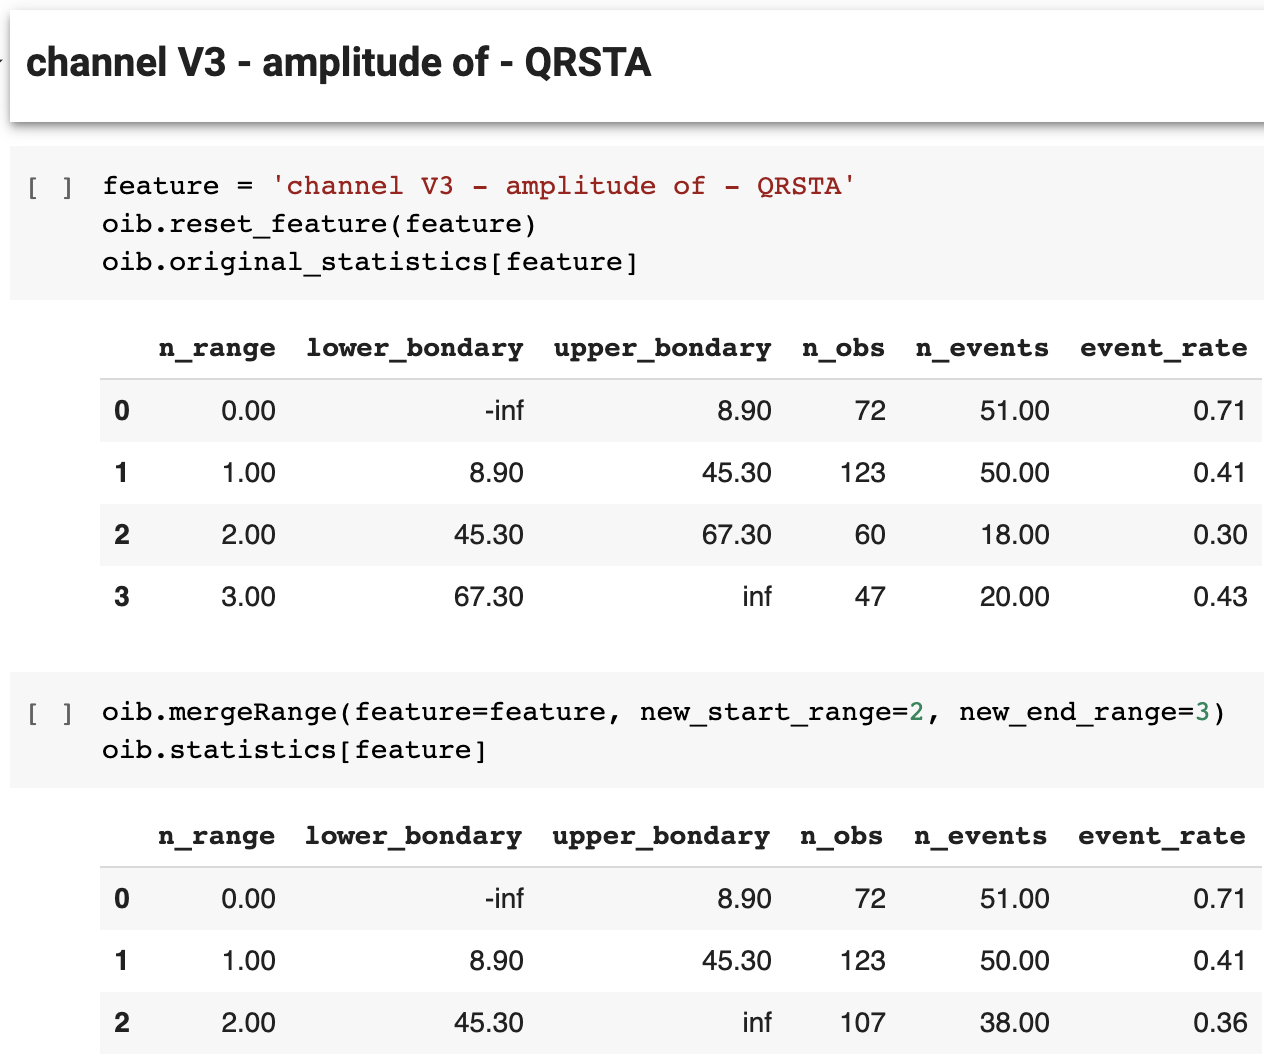 channel V3 - amplitude of - QRSTA
[ ] feature = 'channel V3 - amplitude of - QRSTA'
oib.reset_feature(feature)
oib.original_statistics[feature]
n_range lower_bondary upper_bondary n_obs n_events event_rate
0 0.00 -inf 8.90 72 51.00 0.71
1 1.00 8.90 45.30 123 50.00 0.41
2 2.00 45.30 67.30 60 18.00 0.30
3 3.00 67.30 inf 47 20.00 0.43
[ ] oib.mergeRange(feature=feature, new_start_range=2, new_end_range=3)
oib.statistics[feature]
n_range lower_bondary upper_bondary n_obs n_events event_rate
0 0.00 -inf 8.90 72 51.00 0.71
1 1.00 8.90 45.30 123 50.00 0.41
2 2.00 45.30 inf 107 38.00 0.36